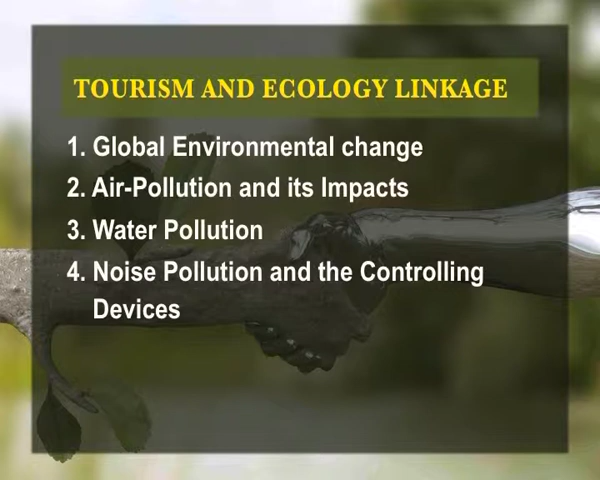 TOURISM AND ECOLOGY LINKAGE
1. Global Environmental change
2. Air-Pollution and its Impacts
3. Water Pollution
4. Noise Pollution and the Controlling
Devices